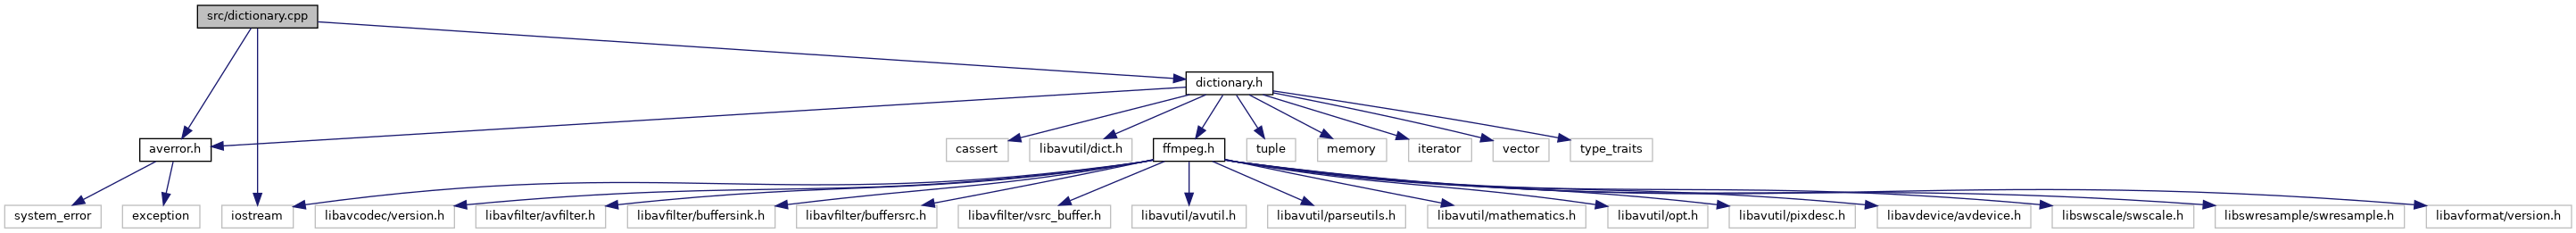 src/dictionary.cpp
dictionary.h
averror.h
cassert
libavutil/dict.h
ffmpeg.h
tuple
memory
iterator
vector
type_traits
system_error
exception
iostream
libavcodec/version.h
libavfilter/avfilter.h
libavfilter/buffersink.h
libavfilter/buffersrc.h
libavfilter/vsrc_buffer.h
libavutil/avutil.h
libavutil/parseutils.h
libavutil/mathematics.h
libavutil/opt.h
libavutil/pixdesc.h
libavdevice/avdevice.h
libswscale/swscale.h
libswresample/swresample.h
libavformat/version.h